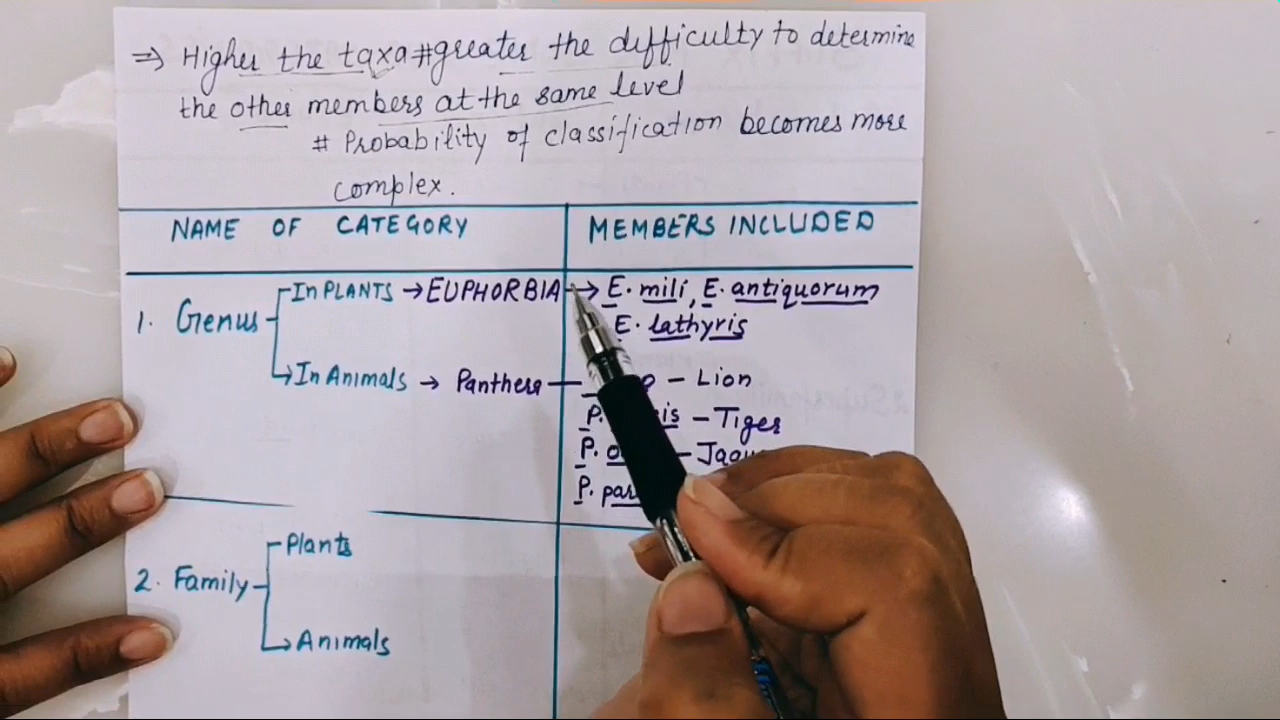 ⇒ Higher the taxa # greater the difficulty to determine
the other members at the same level
# Probability of classification becomes more
complex.
NAME OF CATEGORY MEMBERS INCLUDED
1. Genus
In PLANTS → EUPHORBIA → E. mili, E. antiquorum
E. lathyris
In Animals → Panthera – Lion
P. – Tiger
P.
P.
2. Family
Plants
Animals